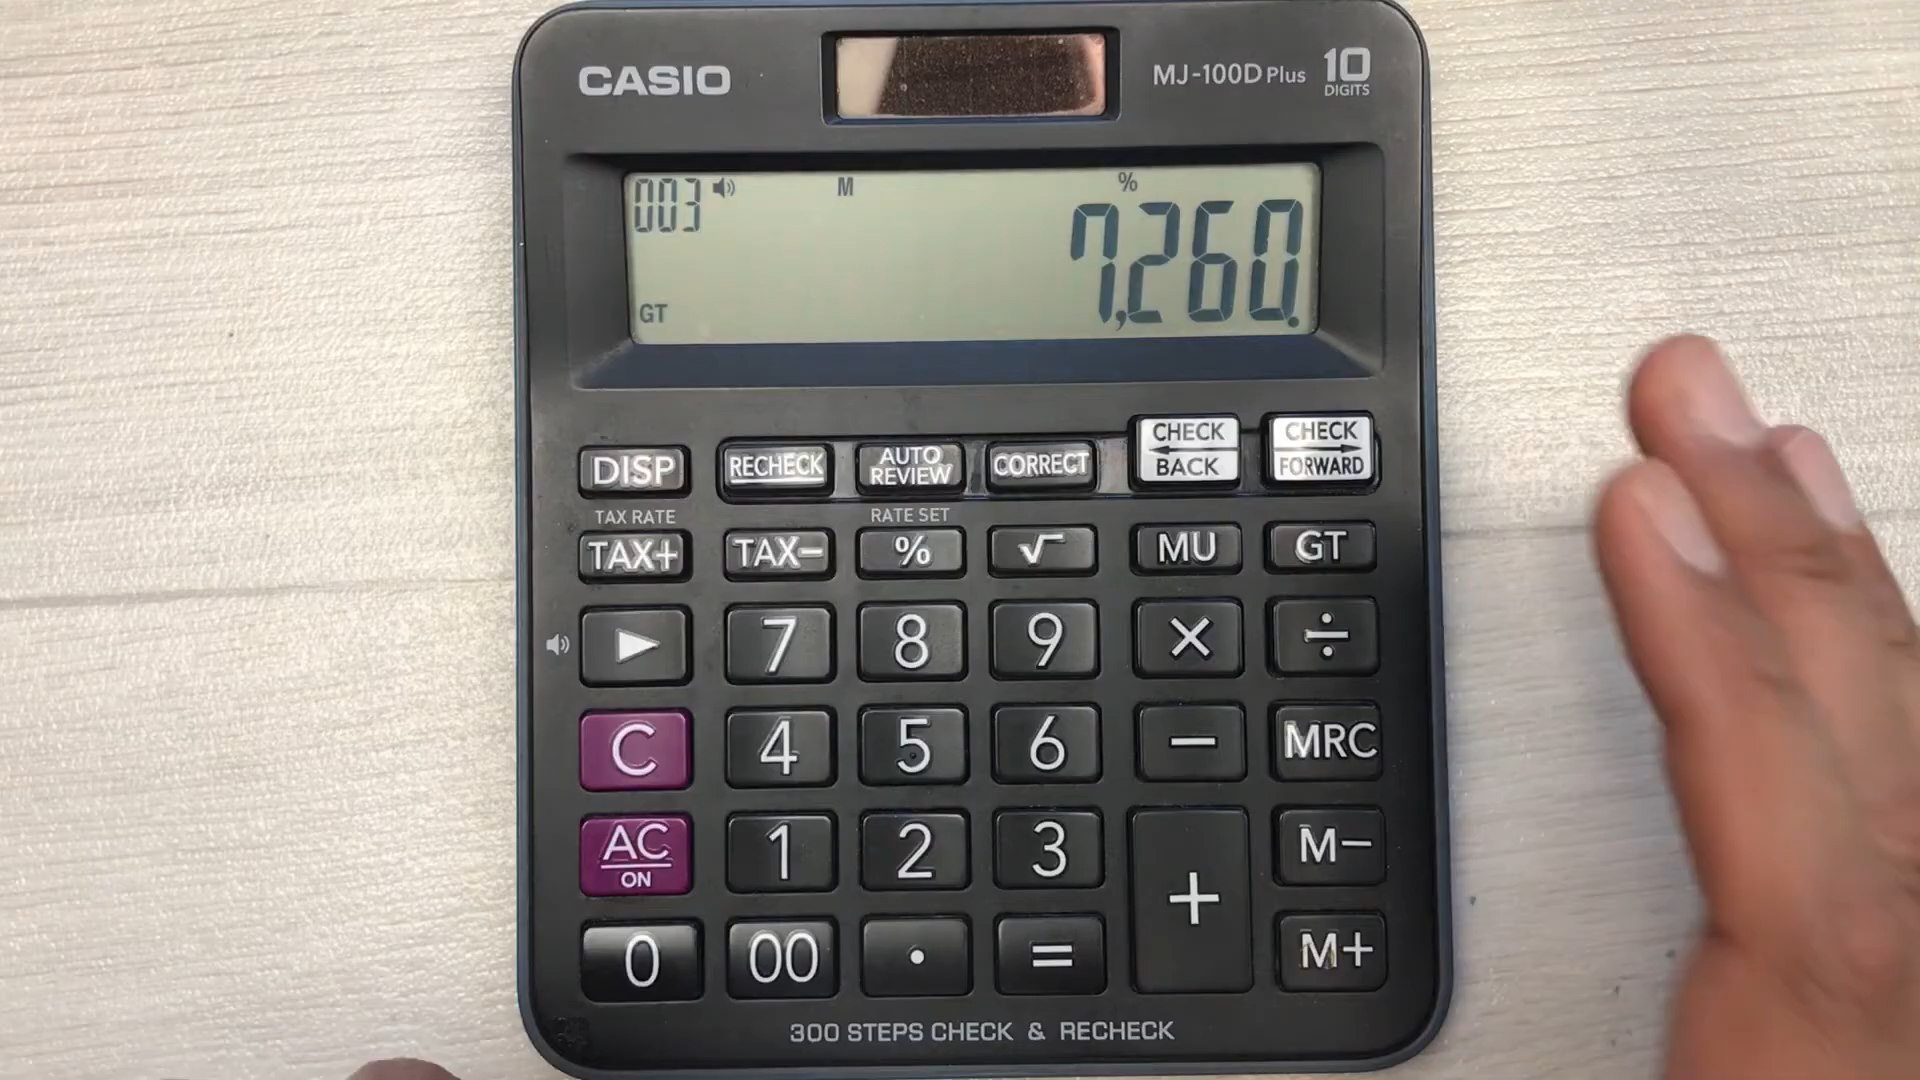 CASIO MJ-100D Plus 10
DIGITS
003 M %
7,260.
GT
DISP RECHECK AUTO REVIEW CORRECT CHECK BACK CHECK FORWARD
TAX RATE RATE SET
TAX+ TAX− % √ MU GT
7 8 9 × ÷
C 4 5 6 − MRC
AC 1 2 3 M−
ON
+
0 00 · = M+
300 STEPS CHECK & RECHECK